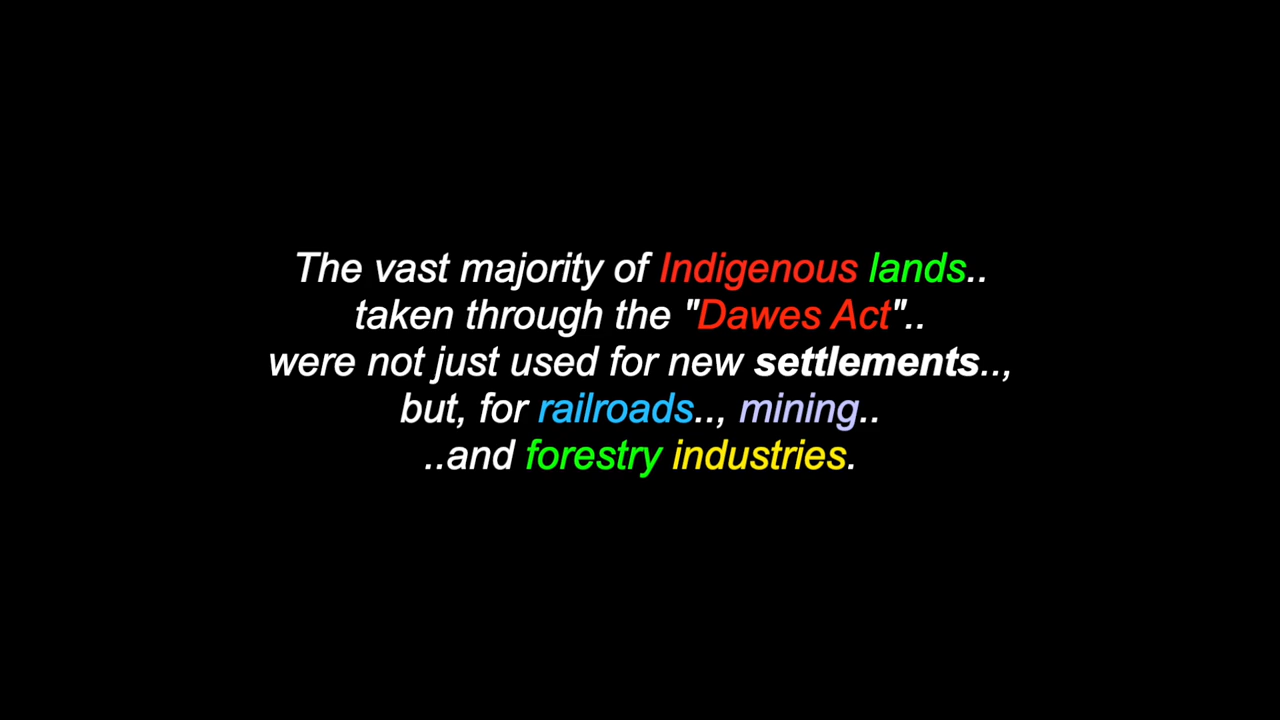 The vast majority of Indigenous lands..
taken through the "Dawes Act"..
were not just used for new settlements..,
but, for railroads.., mining..
..and forestry industries.